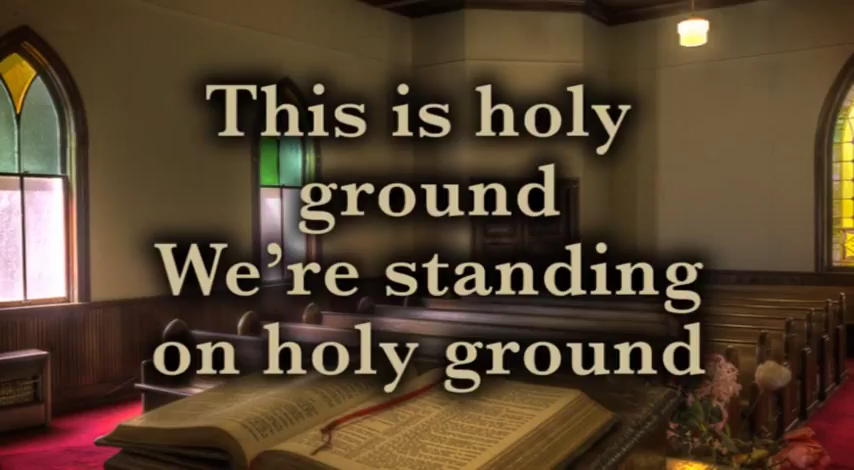 This is holy
ground
We’re standing
on holy ground